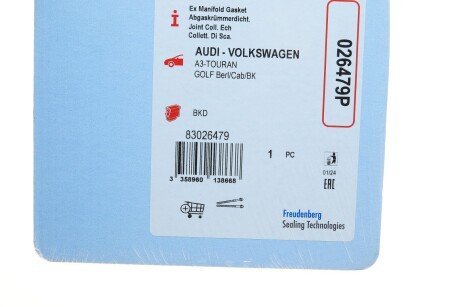 Ex Manifold Gasket
Abgaskrümmerdicht.
Joint Coll. Ech
Collett. Di Sca.
AUDI - VOLKSWAGEN
A3-TOURAN
GOLF Berl/Cab/BK
026479P
BKD
83026479
3 358960 138668
1 PC
01/24
EAC
Freudenberg
Sealing Technologies